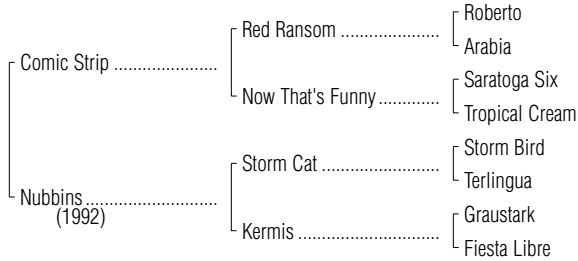 Roberto
Red Ransom ...................
Arabia
Comic Strip ....................
Saratoga Six
Now That's Funny ............
Tropical Cream
Storm Bird
Storm Cat ......................
Terlingua
Nubbins.........................
(1992)
Graustark
Kermis ...........................
Fiesta Libre